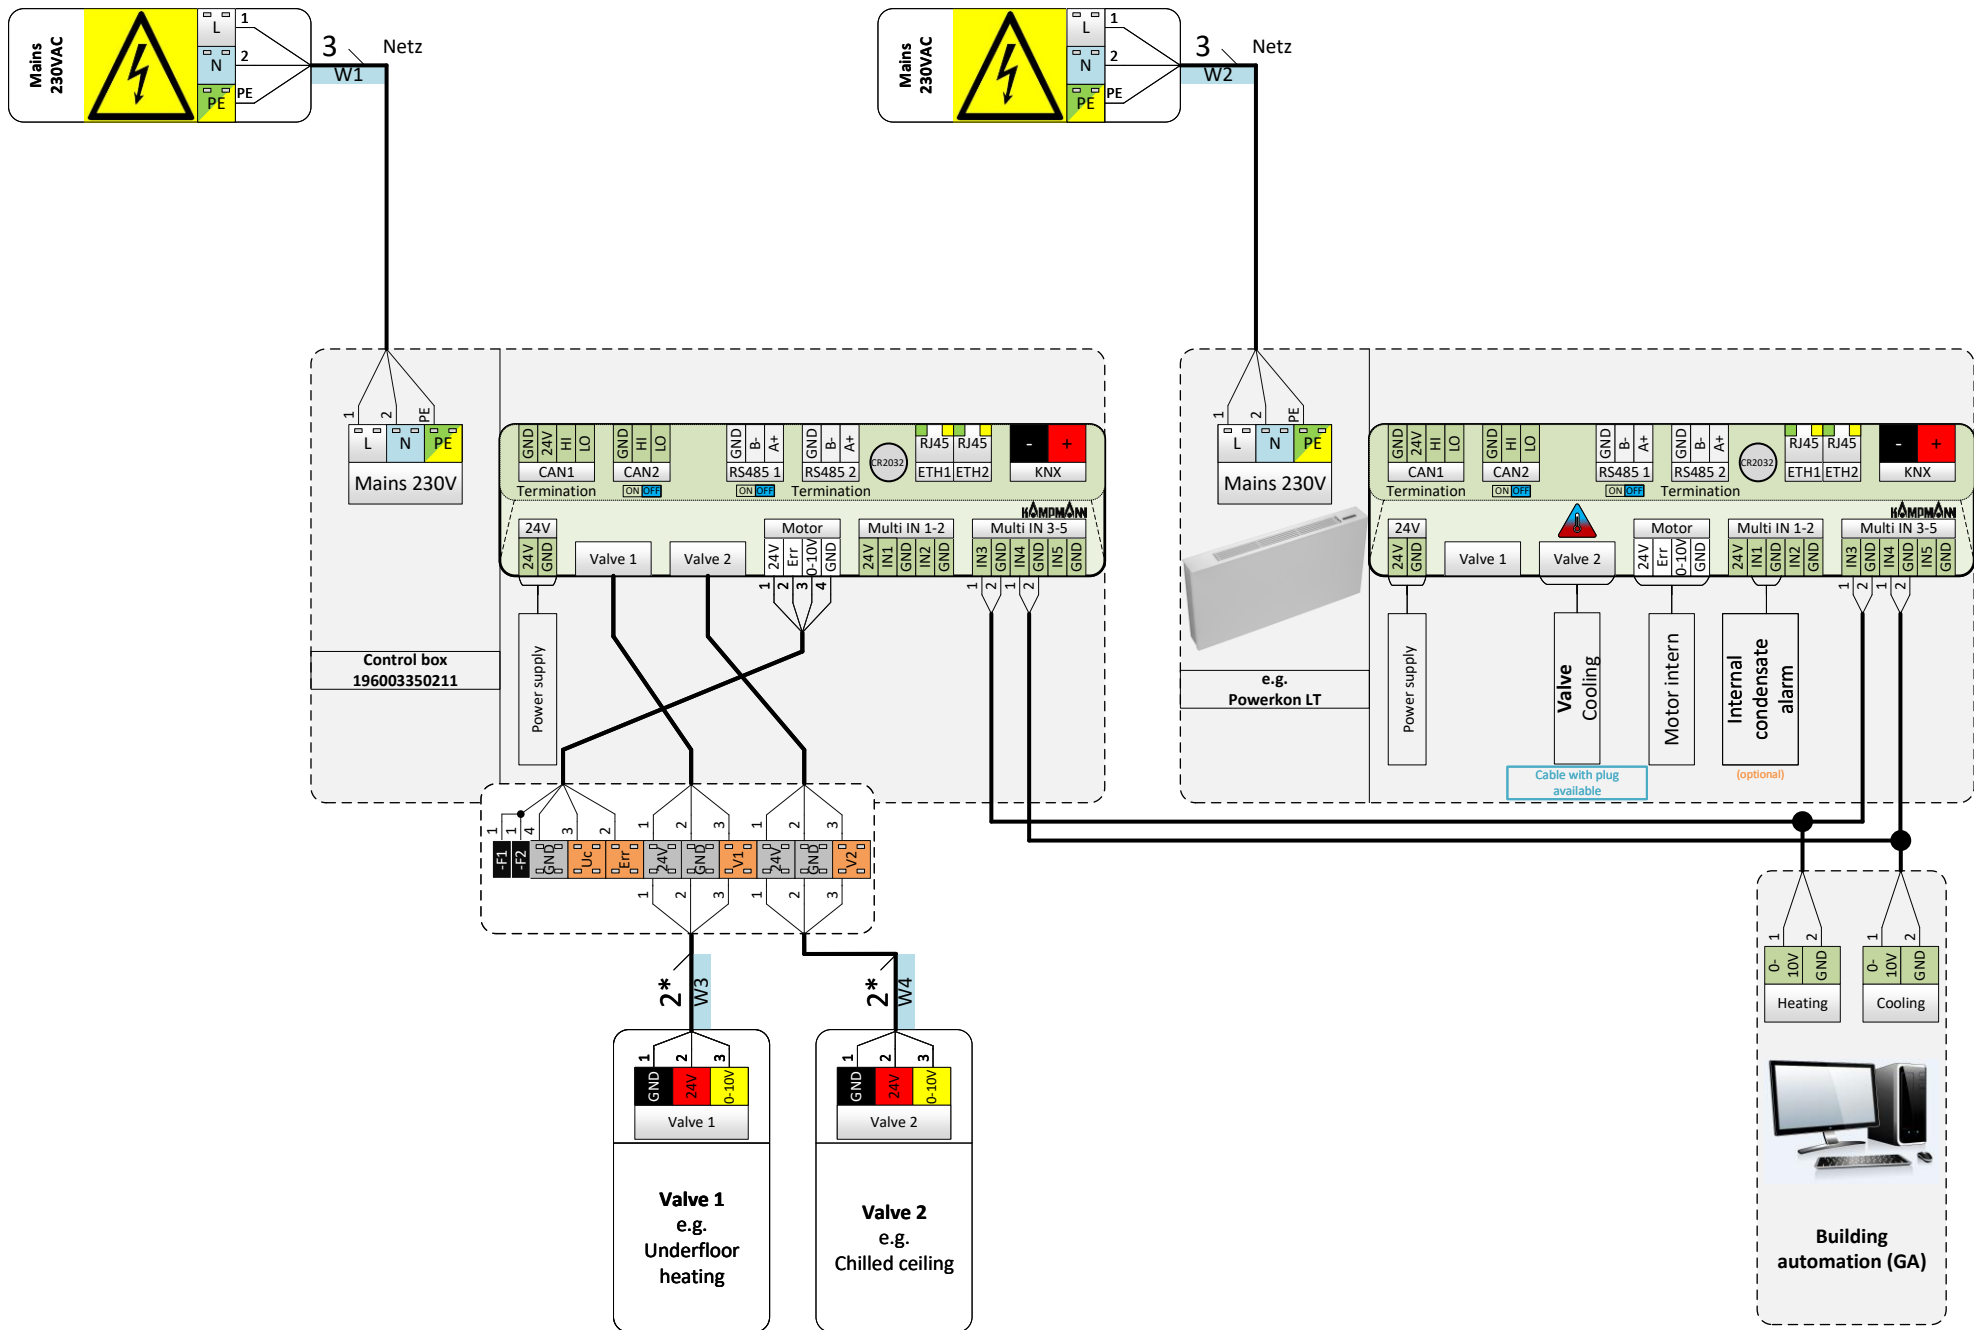 Mains
230VAC
L
N
PE
1
2
PE
3
Netz
W1
Mains
230VAC
L
N
PE
1
2
PE
3
Netz
W2
1
2
PE
L
N
PE
Mains 230V
GND
24V
HI
LO
CAN1
GND
HI
LO
CAN2
GND
B-
A+
RS485 1
GND
B-
A+
RS485 2
CR2032
RJ45
RJ45
ETH1
ETH2
-
+
KNX
Termination
ON
OFF
ON
OFF
Termination
KAMPMANN
24V
24V
GND
Valve 1
Valve 2
Motor
24V
Err
0-10V
GND
Multi IN 1-2
24V
IN1
GND
IN2
GND
Multi IN 3-5
IN3
GND
IN4
GND
IN5
GND
1
2
3
4
1
2
1
2
Power supply
Control box
196003350211
1
2
PE
L
N
PE
Mains 230V
GND
24V
HI
LO
CAN1
GND
HI
LO
CAN2
GND
B-
A+
RS485 1
GND
B-
A+
RS485 2
CR2032
RJ45
RJ45
ETH1
ETH2
-
+
KNX
Termination
ON
OFF
ON
OFF
Termination
KAMPMANN
24V
24V
GND
Valve 1
Valve 2
Motor
24V
Err
0-10V
GND
Multi IN 1-2
24V
IN1
GND
IN2
GND
Multi IN 3-5
IN3
GND
IN4
GND
IN5
GND
1
2
1
2
Power supply
Valve
Cooling
Motor intern
Internal
condensate
alarm
e.g.
Powerkon LT
Cable with plug
available
(optional)
1
1
4
3
2
1
2
3
1
2
3
-F1
-F2
GND
Uc
Err
24V
GND
V1
24V
GND
V2
1
2
3
1
2
3
2*
W3
2*
W4
1
2
3
GND
24V
0-10V
Valve 1
Valve 1
e.g.
Underfloor
heating
1
2
3
GND
24V
0-10V
Valve 2
Valve 2
e.g.
Chilled ceiling
1
2
0-
10V
GND
Heating
1
2
0-
10V
GND
Cooling
Building
automation (GA)